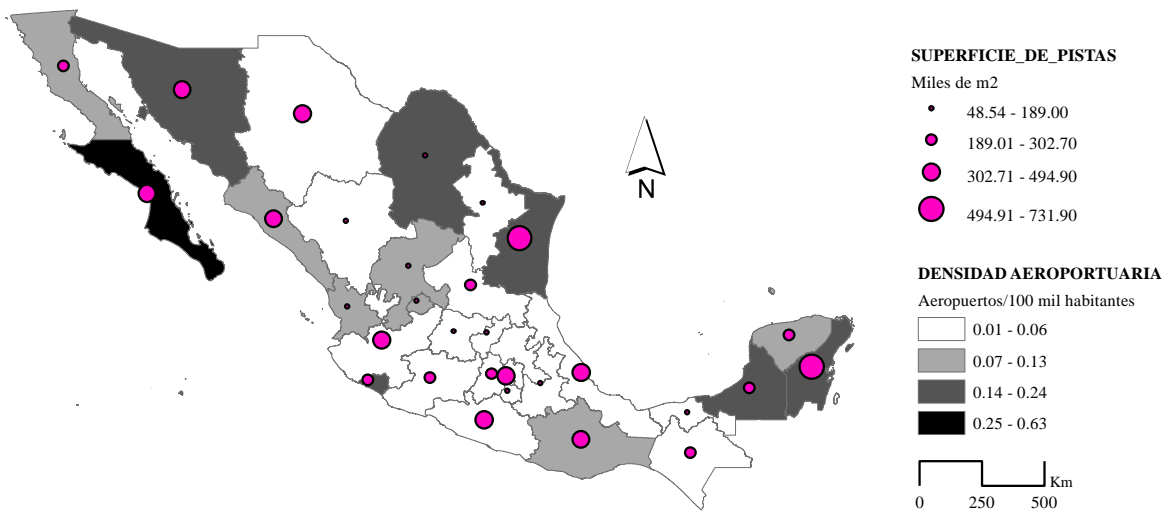 SUPERFICIE_DE_PISTAS
Miles de m2
48.54 - 189.00
189.01 - 302.70
302.71 - 494.90
494.91 - 731.90
N
DENSIDAD AEROPORTUARIA
Aeropuertos/100 mil habitantes
0.01 - 0.06
0.07 - 0.13
0.14 - 0.24
0.25 - 0.63
Km
0 250 500